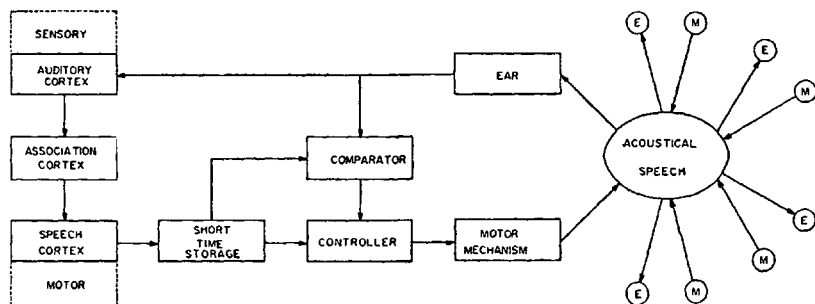 SENSORY
AUDITORY
CORTEX
ASSOCIATION
CORTEX
SPEECH
CORTEX
MOTOR
SHORT
TIME
STORAGE
COMPARATOR
CONTROLLER
EAR
MOTOR
MECHANISM
ACOUSTICAL
SPEECH
E
M
E
M
E
M
M
E